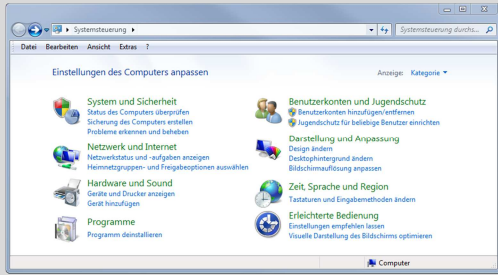 Systemsteuerung
Systemsteuerung durchs...
Datei Bearbeiten Ansicht Extras ?
Einstellungen des Computers anpassen
Anzeige: Kategorie
System und Sicherheit
Status des Computers überprüfen
Sicherung des Computers erstellen
Probleme erkennen und beheben
Netzwerk und Internet
Netzwerkstatus und -aufgaben anzeigen
Heimnetzgruppen- und Freigabeoptionen auswählen
Hardware und Sound
Geräte und Drucker anzeigen
Gerät hinzufügen
Programme
Programm deinstallieren
Benutzerkonten und Jugendschutz
Benutzerkonten hinzufügen/entfernen
Jugendschutz für beliebige Benutzer einrichten
Darstellung und Anpassung
Design ändern
Desktophintergrund ändern
Bildschirmauflösung anpassen
Zeit, Sprache und Region
Tastaturen und Eingabemethoden ändern
Erleichterte Bedienung
Einstellungen empfehlen lassen
Visuelle Darstellung des Bildschirms optimieren
Computer